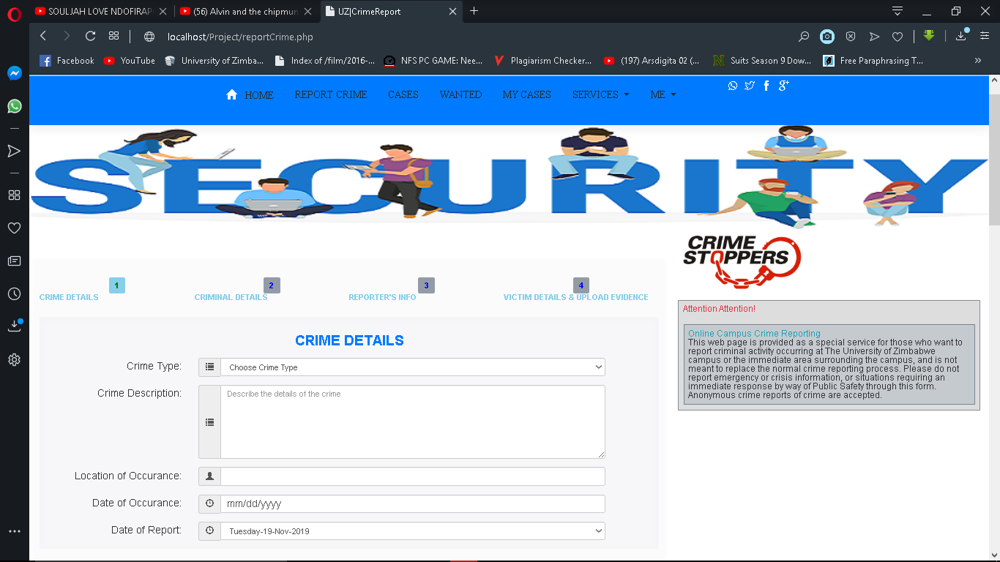 SOULJAH LOVE NDOFIRAP
(56) Alvin and the chipmun
UZ|CrimeReport
localhost/Project/reportCrime.php
Facebook
YouTube
University of Zimba...
Index of /film/2016-...
NFS PC GAME: Nee...
Plagiarism Checker...
(197) Arsdigita 02 (...
Suits Season 9 Dow...
Free Paraphrasing T...
HOME
REPORT CRIME
CASES
WANTED
MY CASES
SERVICES
ME
SECURITY
CRIME
STOPPERS
1
2
3
4
CRIME DETAILS
CRIMINAL DETAILS
REPORTER'S INFO
VICTIM DETAILS & UPLOAD EVIDENCE
Attention Attention!
Online Campus Crime Reporting
This web page is provided as a special service for those who want to
report criminal activity occurring at The University of Zimbabwe
campus or the immediate area surrounding the campus, and is not
meant to replace the normal crime reporting process. Please do not
report emergency or crisis information, or situations requiring an
immediate response by way of Public Safety through this form.
Anonymous crime reports of crime are accepted.
CRIME DETAILS
Crime Type:
Choose Crime Type
Crime Description:
Describe the details of the crime
Location of Occurance:
Date of Occurance:
mm/dd/yyyy
Date of Report:
Tuesday-19-Nov-2019